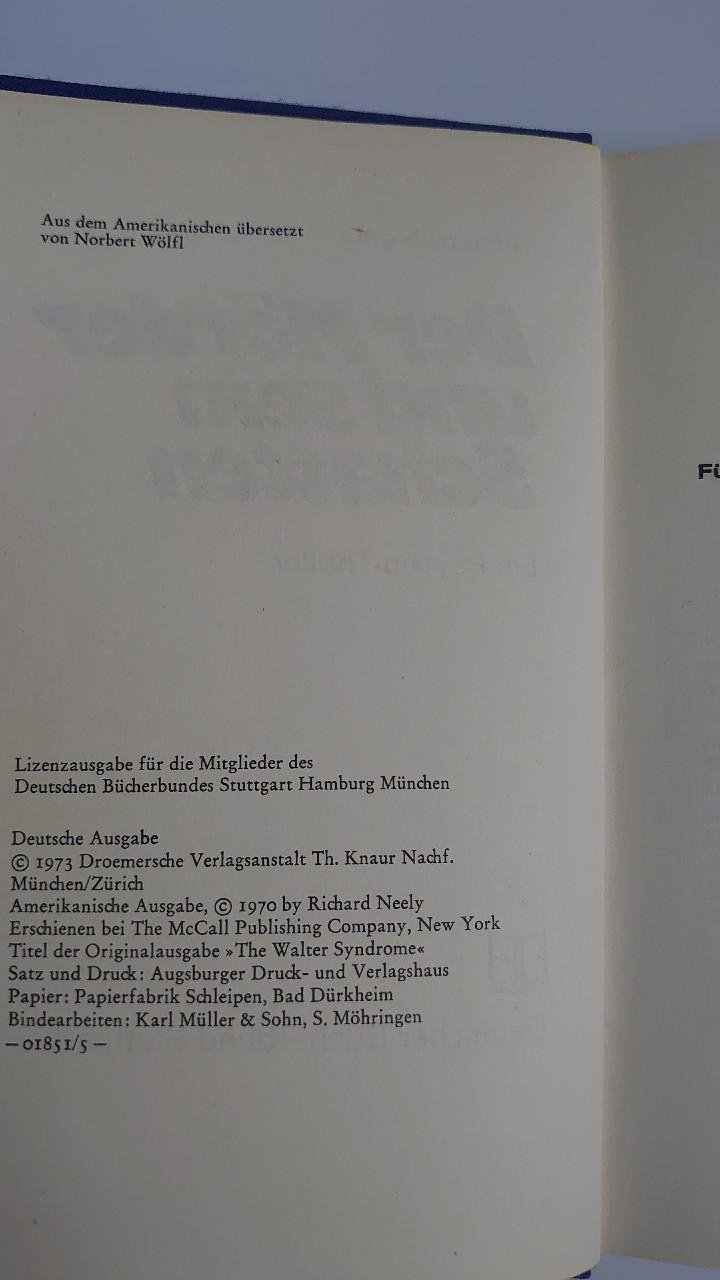 Aus dem Amerikanischen übersetzt
von Norbert Wölfl
Lizenzausgabe für die Mitglieder des
Deutschen Bücherbundes Stuttgart Hamburg München
Deutsche Ausgabe
© 1973 Droemersche Verlagsanstalt Th. Knaur Nachf.
München/Zürich
Amerikanische Ausgabe, © 1970 by Richard Neely
Erschienen bei The McCall Publishing Company, New York
Titel der Originalausgabe »The Walter Syndrome«
Satz und Druck: Augsburger Druck- und Verlagshaus
Papier: Papierfabrik Schleipen, Bad Dürkheim
Bindearbeiten: Karl Müller & Sohn, S. Möhringen
– 01851/5 –